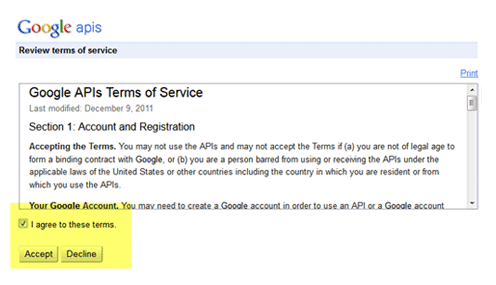 Google apis
Review terms of service
Print
Google APIs Terms of Service
Last modified: December 9, 2011
Section 1: Account and Registration
Accepting the Terms. You may not use the APIs and may not accept the Terms if (a) you are not of legal age to
form a binding contract with Google, or (b) you are a person barred from using or receiving the APIs under the
applicable laws of the United States or other countries including the country in which you are resident or from
which you use the APIs.
Your Google Account. You may need to create a Google account in order to use an API or a Google account
I agree to these terms.
Accept Decline